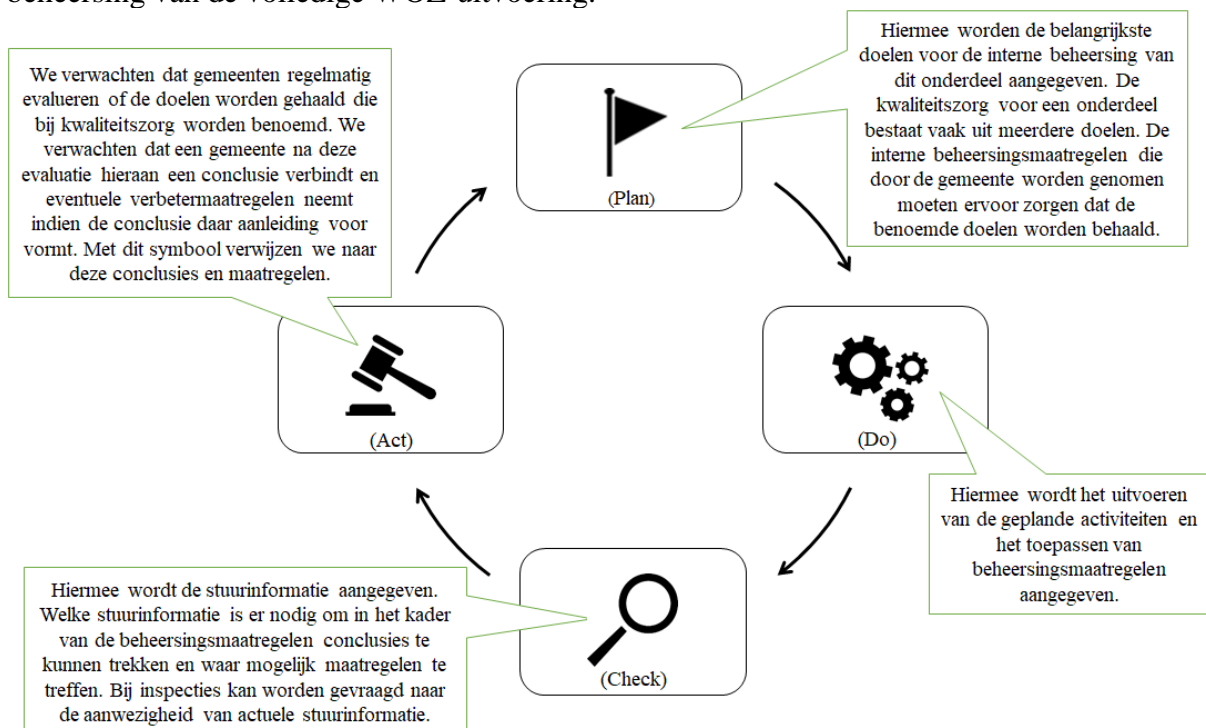 beheersing van de volledige WOZ-uitvoering:
We verwachten dat gemeenten regelmatig
evalueren of de doelen worden gehaald die
bij kwaliteitszorg worden benoemd. We
verwachten dat een gemeente na deze
evaluatie hieraan een conclusie verbindt en
eventuele verbetermaatregelen neemt
indien de conclusie daar aanleiding voor
vormt. Met dit symbool verwijzen we naar
deze conclusies en maatregelen.
(Plan)
Hiermee worden de belangrijkste
doelen voor de interne beheersing van
dit onderdeel aangegeven. De
kwaliteitszorg voor een onderdeel
bestaat vaak uit meerdere doelen. De
interne beheersingsmaatregelen die
door de gemeente worden genomen
moeten ervoor zorgen dat de
benoemde doelen worden behaald.
(Act)
(Do)
Hiermee wordt het uitvoeren
van de geplande activiteiten en
het toepassen van
beheersingsmaatregelen
aangegeven.
Hiermee wordt de stuurinformatie aangegeven.
Welke stuurinformatie is er nodig om in het kader
van de beheersingsmaatregelen conclusies te
kunnen trekken en waar mogelijk maatregelen te
treffen. Bij inspecties kan worden gevraagd naar
de aanwezigheid van actuele stuurinformatie.
(Check)